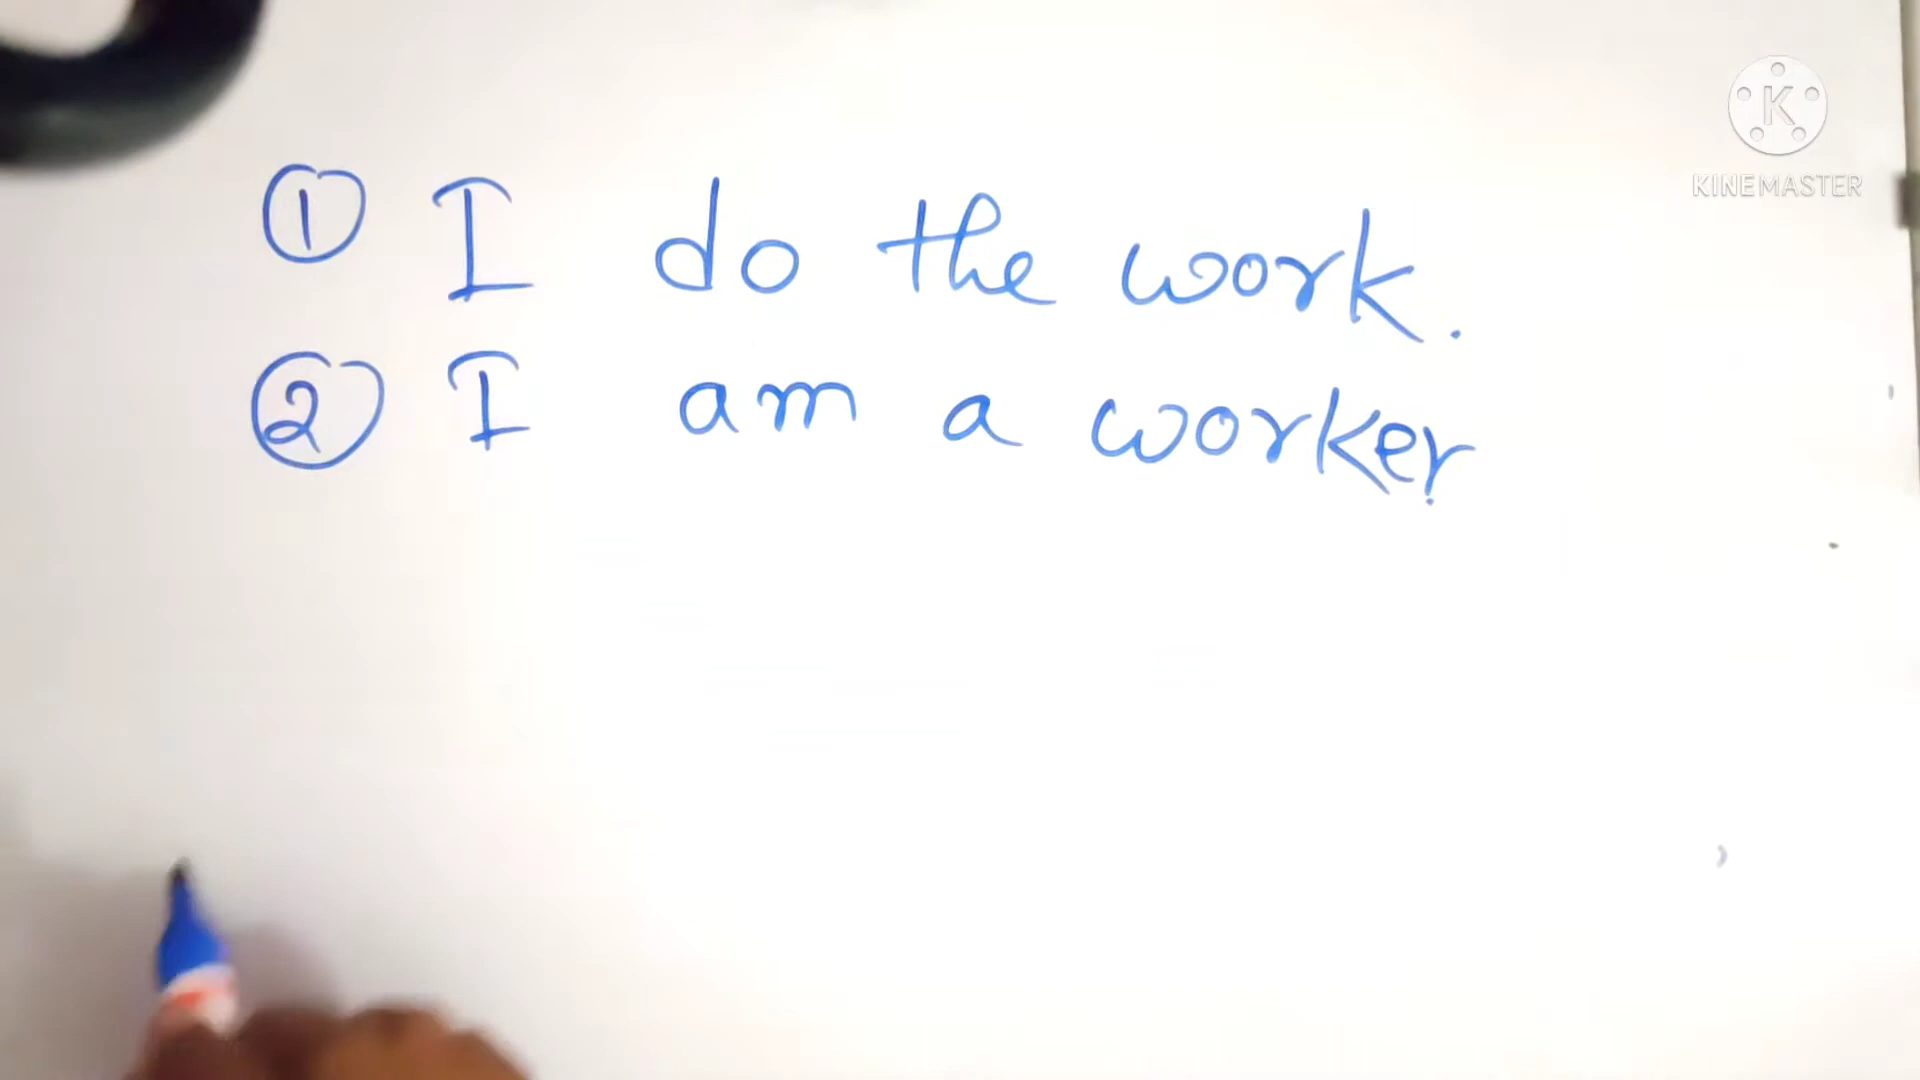 ① I do the work.
② I am a worker.
K
KINEMASTER